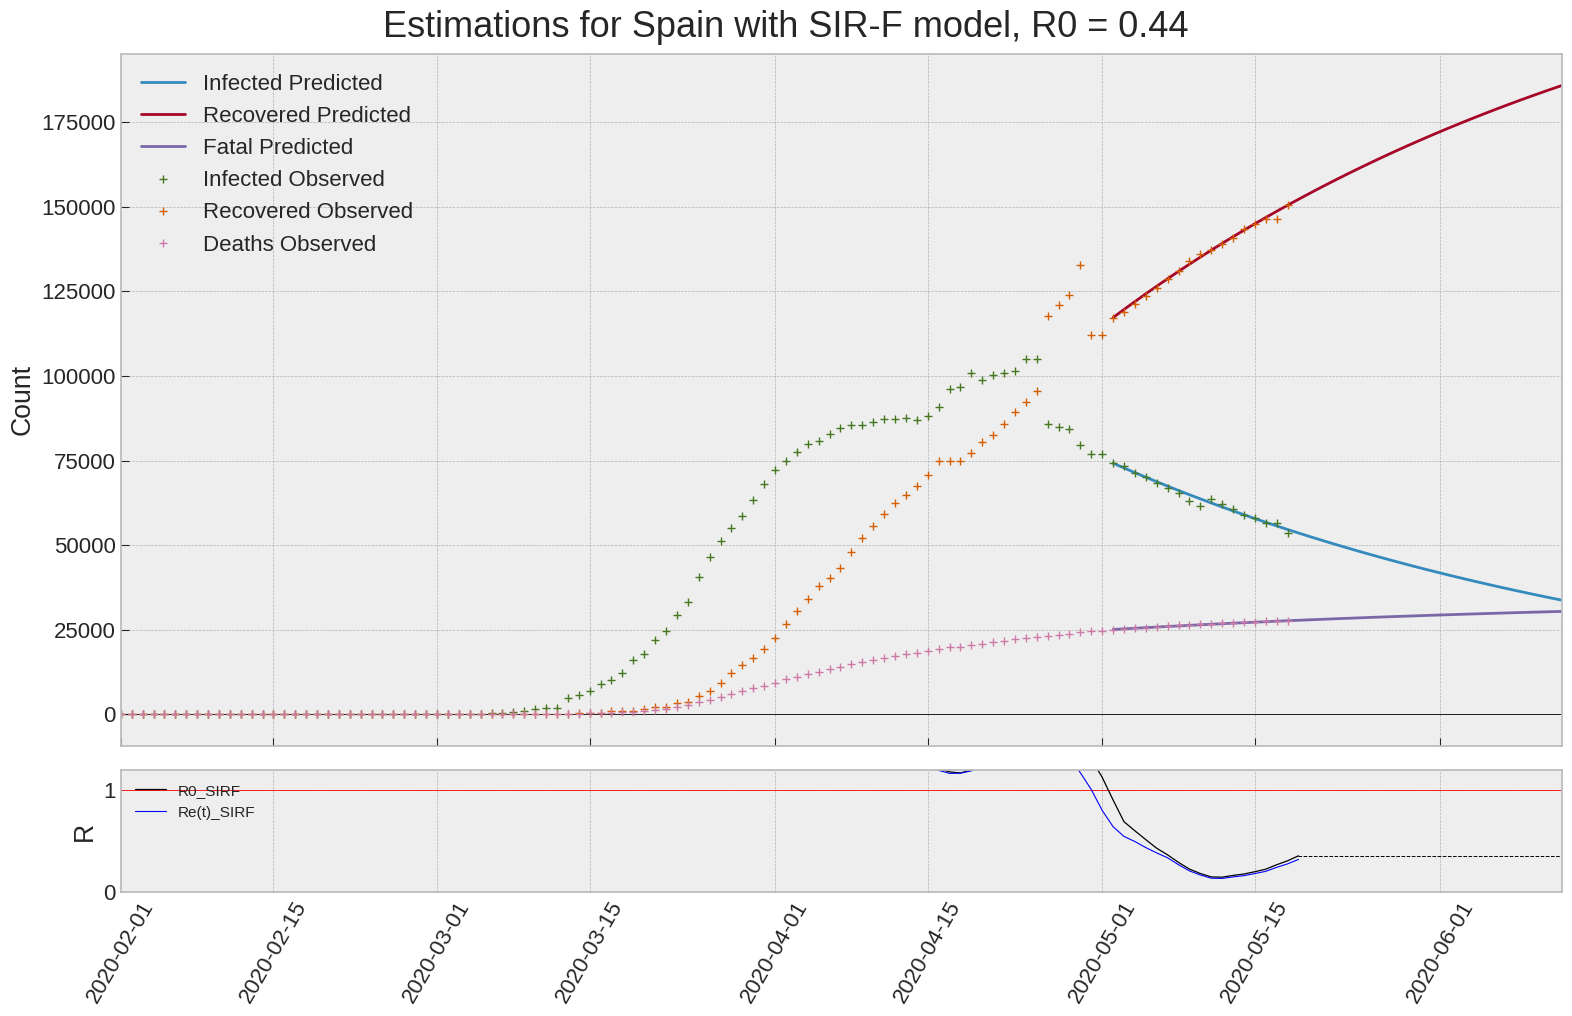 Estimations for Spain with SIR-F model, R0 = 0.44
Infected Predicted
Recovered Predicted
Fatal Predicted
Infected Observed
Recovered Observed
Deaths Observed
175000
150000
125000
100000
75000
50000
25000
0
Count
R0_SIRF
Re(t)_SIRF
1
0
R
2020-02-01
2020-02-15
2020-03-01
2020-03-15
2020-04-01
2020-04-15
2020-05-01
2020-05-15
2020-06-01